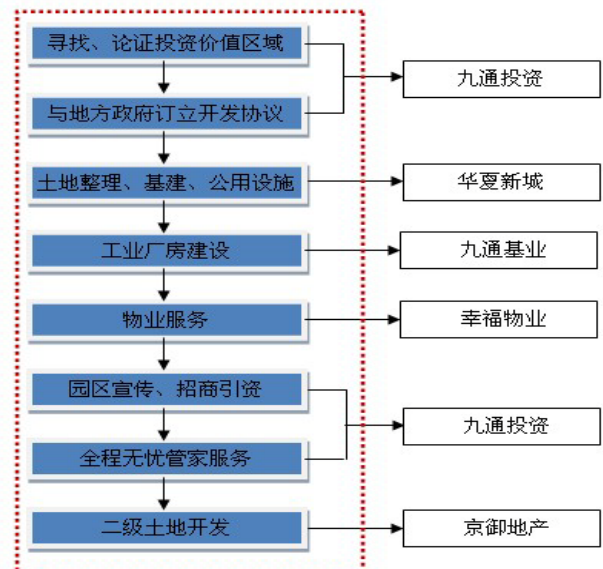 寻找、论证投资价值区域
九通投资
与地方政府订立开发协议
土地整理、基建、公用设施
华夏新城
工业厂房建设
九通基业
物业服务
幸福物业
园区宣传、招商引资
九通投资
全程无忧管家服务
二级土地开发
京御地产